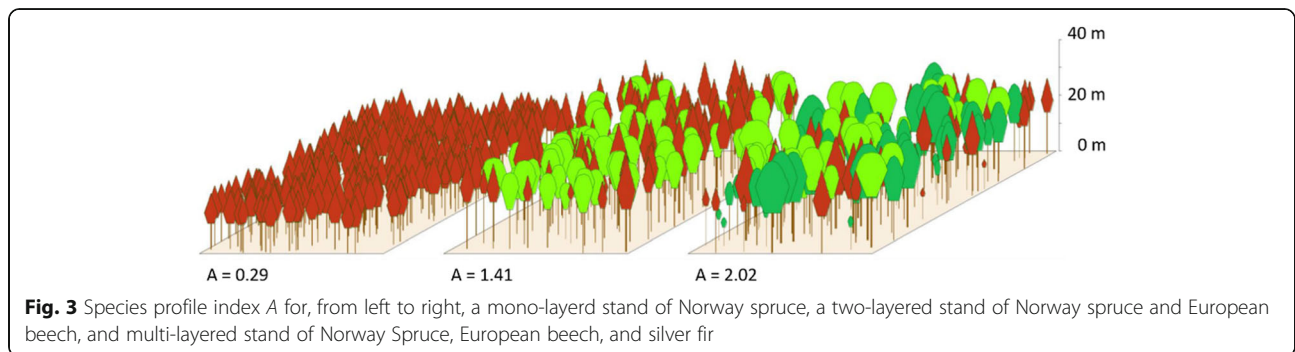 40 m
20 m
0 m
A = 0.29
A = 1.41
A = 2.02
Fig. 3 Species profile index A for, from left to right, a mono-layerd stand of Norway spruce, a two-layered stand of Norway spruce and European
beech, and multi-layered stand of Norway Spruce, European beech, and silver fir